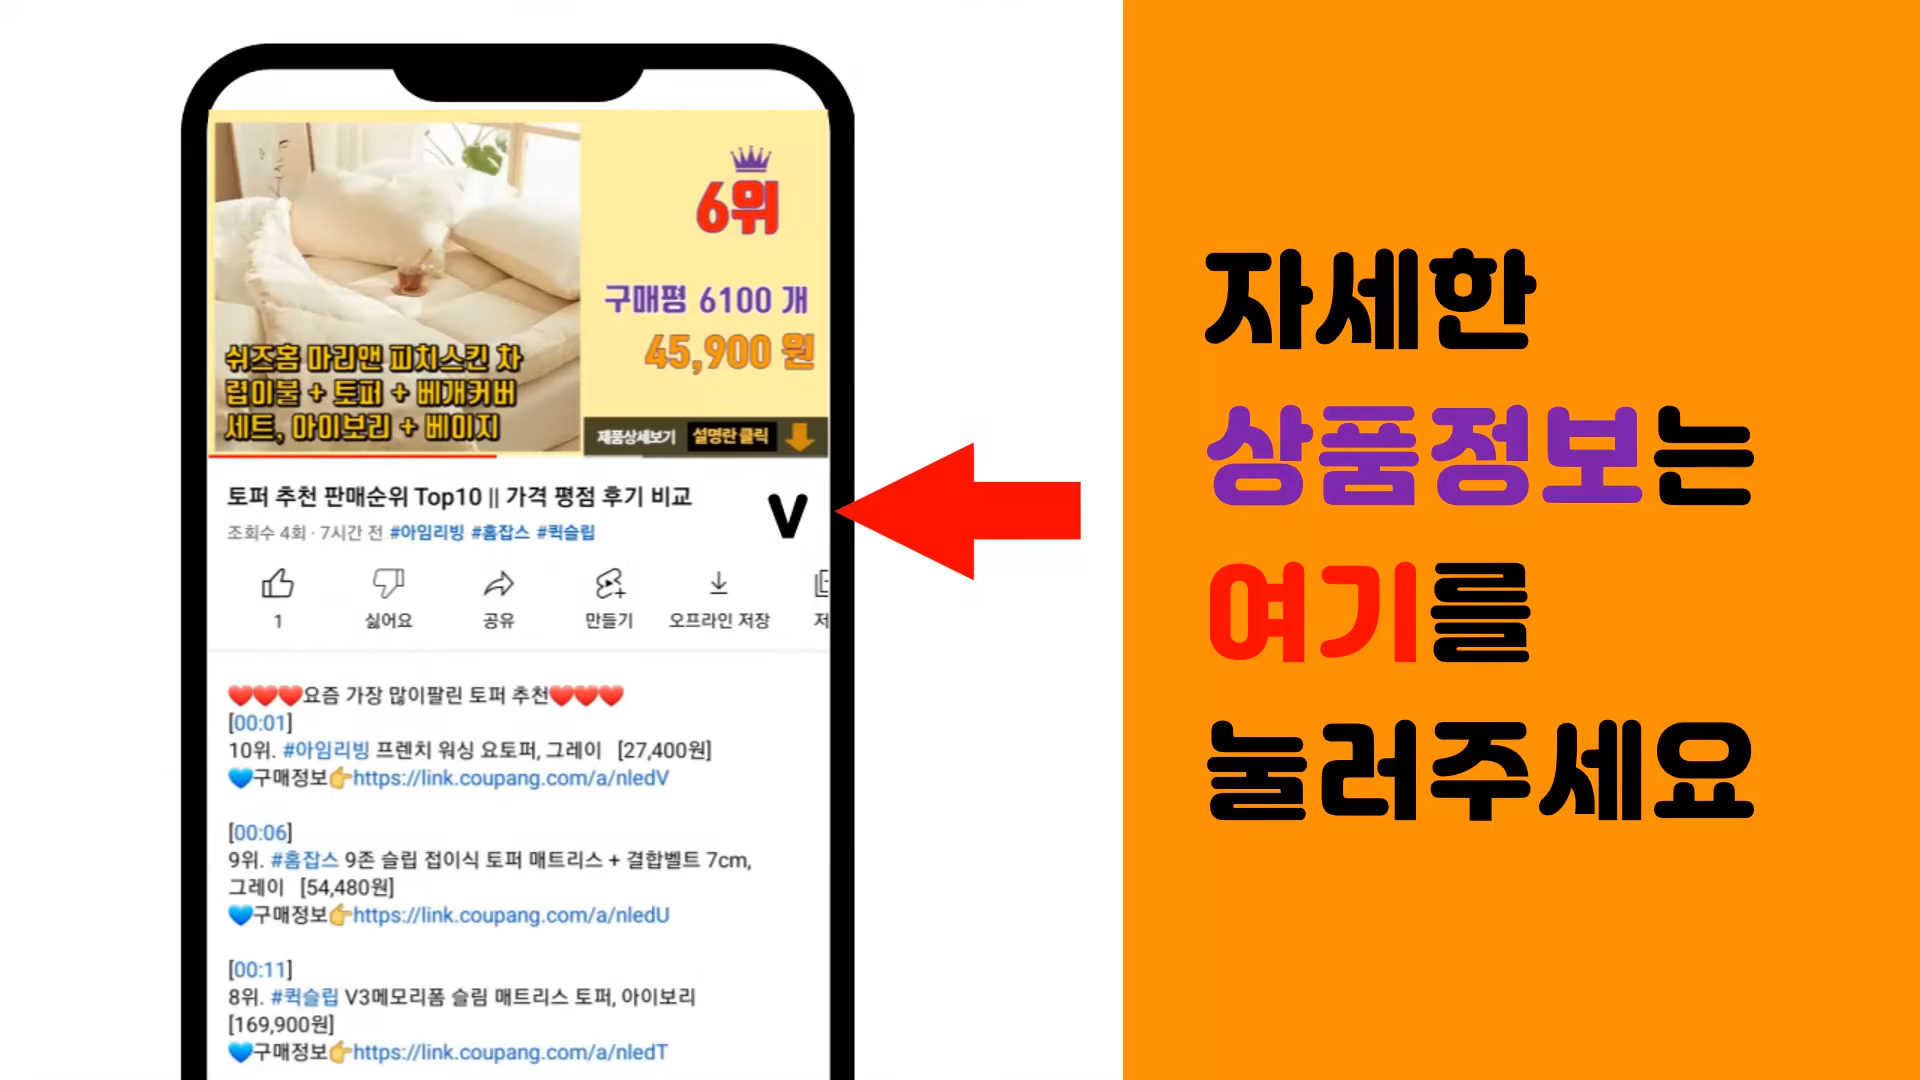 6위
구매평 6100 개
45,900 원
쉬즈홈 마리앤 피치스킨 차
렵이불 + 토퍼 + 베개커버
세트, 아이보리 + 베이지
제품상세보기 설명란 클릭
토퍼 추천 판매순위 Top10 || 가격 평점 후기 비교
V
조회수 4회 · 7시간 전 #아임리빙 #홈잡스 #퀵슬립
1 싫어요 공유 만들기 오프라인 저장 저
❤️❤️❤️요즘 가장 많이팔린 토퍼 추천❤️❤️❤️
[00:01]
10위. #아임리빙 프렌치 워싱 요토퍼, 그레이 [27,400원]
💙구매정보👉https://link.coupang.com/a/nledV
[00:06]
9위. #홈잡스 9존 슬립 접이식 토퍼 매트리스 + 결합벨트 7cm,
그레이 [54,480원]
💙구매정보👉https://link.coupang.com/a/nledU
[00:11]
8위. #퀵슬립 V3메모리폼 슬림 매트리스 토퍼, 아이보리
[169,900원]
💙구매정보👉https://link.coupang.com/a/nledT
자세한
상품정보는
여기를
눌러주세요